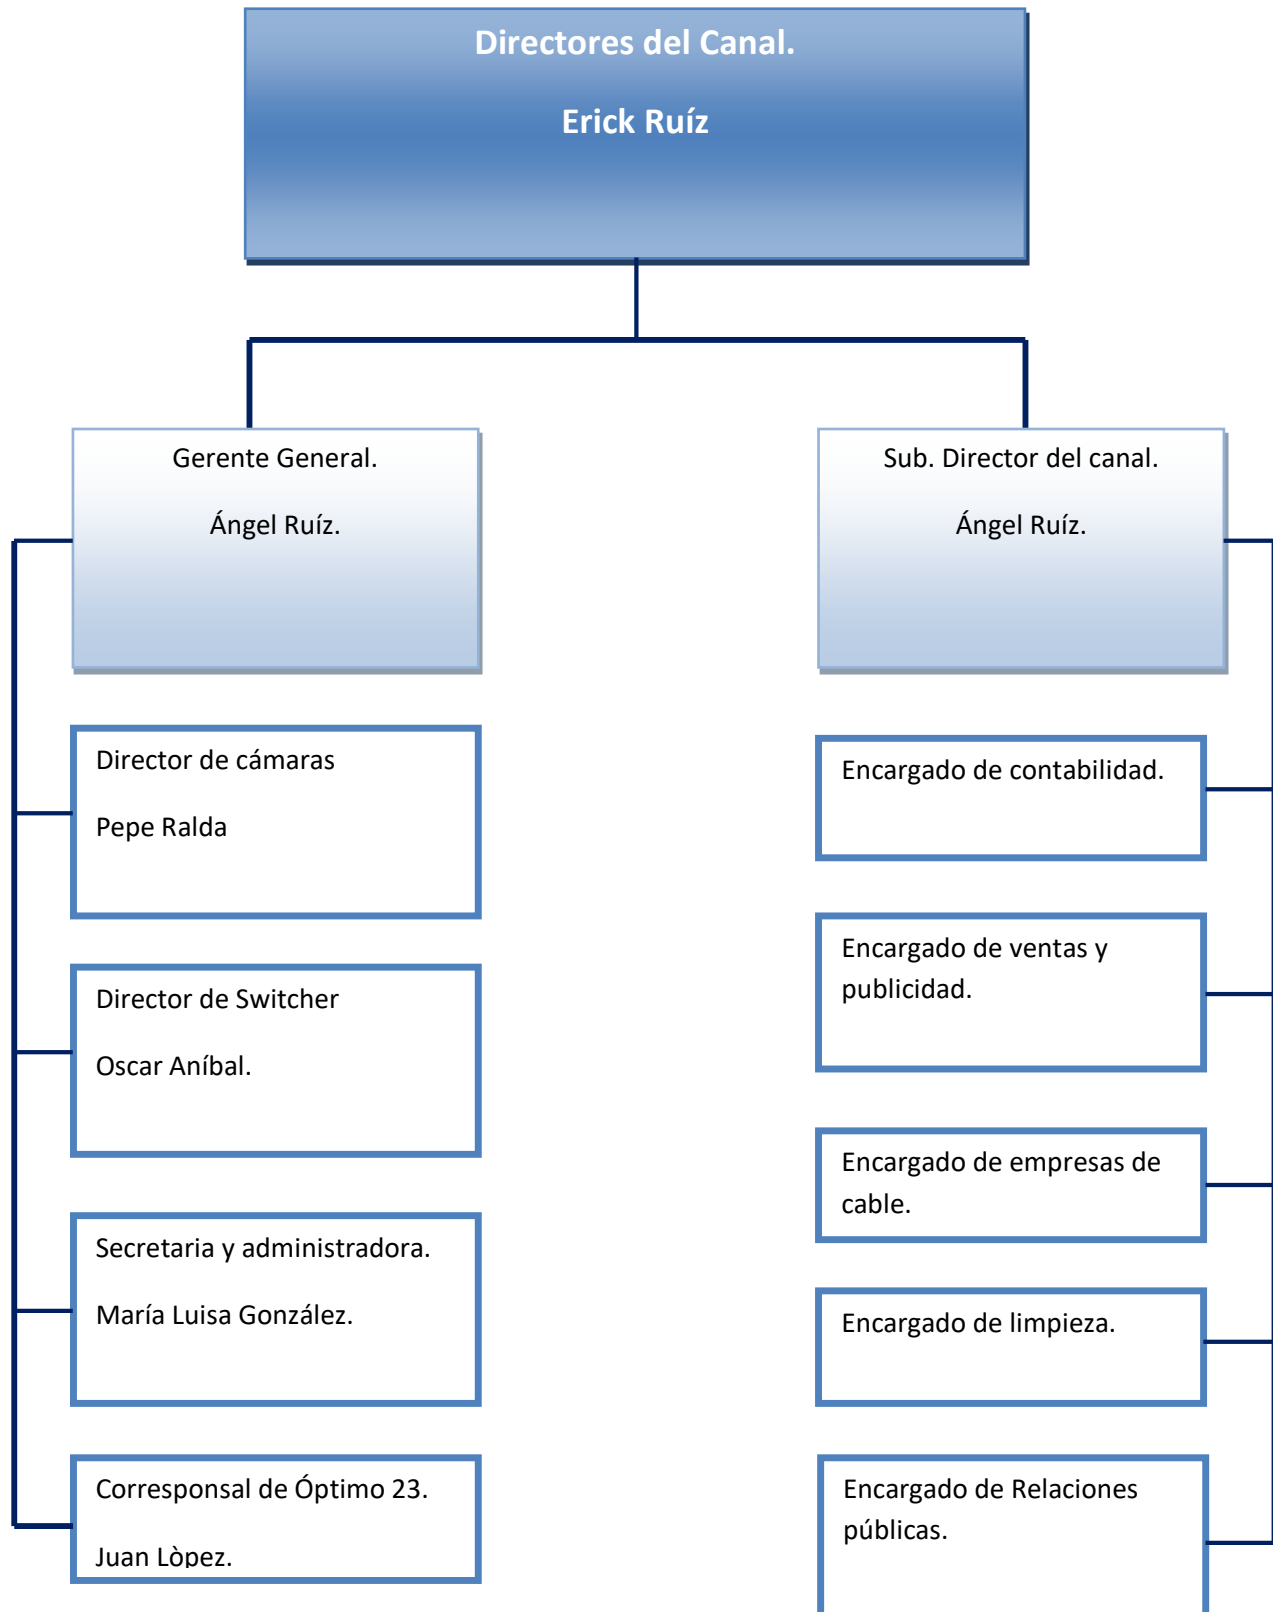 Directores del Canal.
Erick Ruíz
Gerente General.
Ángel Ruíz.
Sub. Director del canal.
Ángel Ruíz.
Director de cámaras
Pepe Ralda
Director de Switcher
Oscar Aníbal.
Secretaria y administradora.
María Luisa González.
Corresponsal de Óptimo 23.
Juan Lòpez.
Encargado de contabilidad.
Encargado de ventas y
publicidad.
Encargado de empresas de
cable.
Encargado de limpieza.
Encargado de Relaciones
públicas.